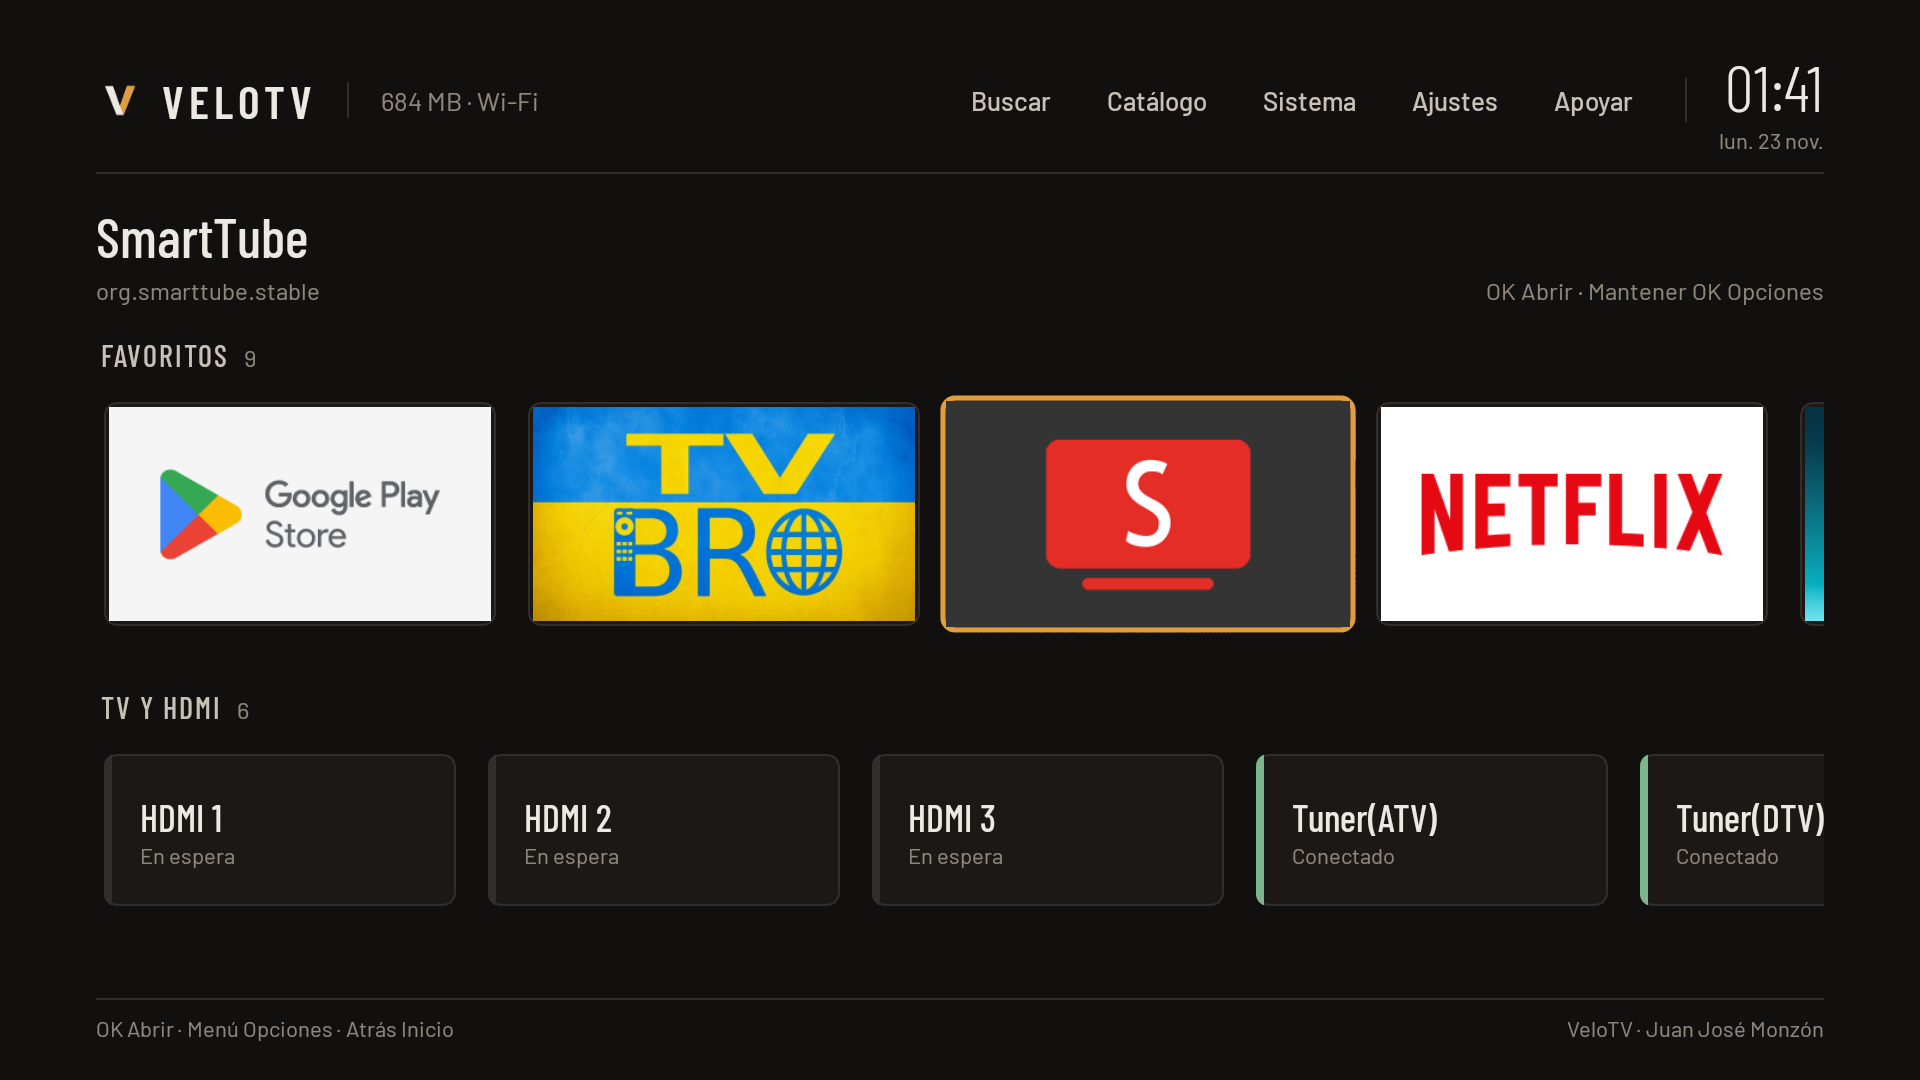 VELOTV
684 MB · Wi-Fi
Buscar
Catálogo
Sistema
Ajustes
Apoyar
01:41
lun. 23 nov.
SmartTube
org.smarttube.stable
OK Abrir · Mantener OK Opciones
FAVORITOS 9
Google Play
Store
TV
BRO
S
NETFLIX
TV Y HDMI 6
HDMI 1
En espera
HDMI 2
En espera
HDMI 3
En espera
Tuner(ATV)
Conectado
Tuner(DTV)
Conectado
OK Abrir · Menú Opciones · Atrás Inicio
VeloTV · Juan José Monzón